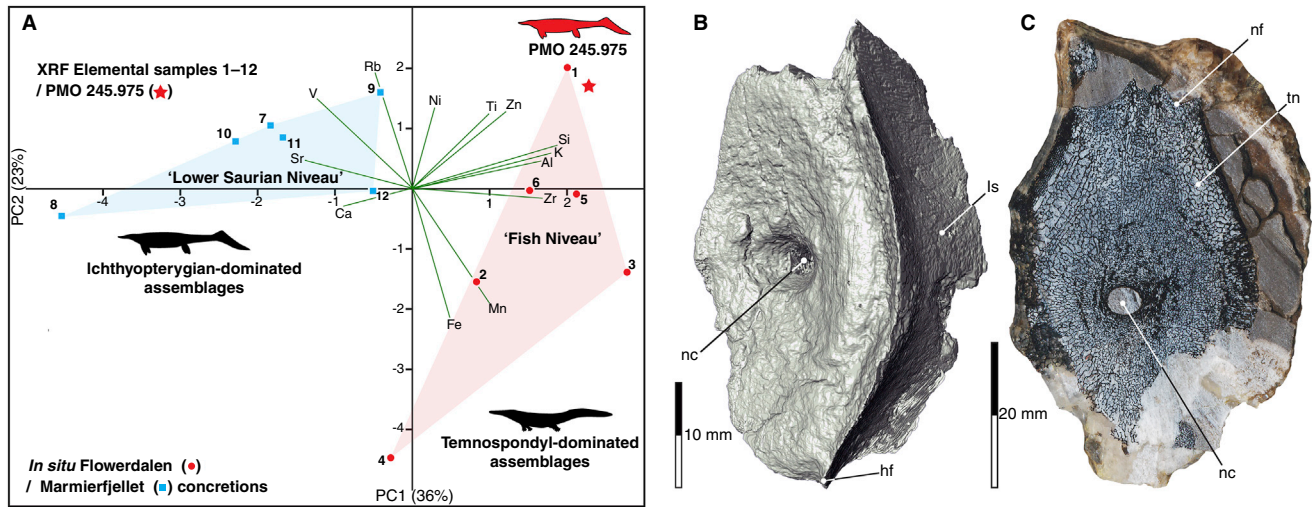 A
PMO 245.975
XRF Elemental samples 1–12
/ PMO 245.975 (★)
2
1
-1
-2
-3
-4
-4
-3
-2
-1
1
2
PC2 (23%)
PC1 (36%)
V
Rb
Ni
Ti
Zn
Si
K
Al
Zr
Sr
Ca
Fe
Mn
1
2
3
4
5
6
7
8
9
10
11
12
‘Lower Saurian Niveau’
‘Fish Niveau’
Ichthyopterygian-dominated
assemblages
Temnospondyl-dominated
assemblages
In situ Flowerdalen (●)
/ Marmierfjellet (■) concretions
B
ls
nc
hf
10 mm
C
nf
tn
nc
20 mm